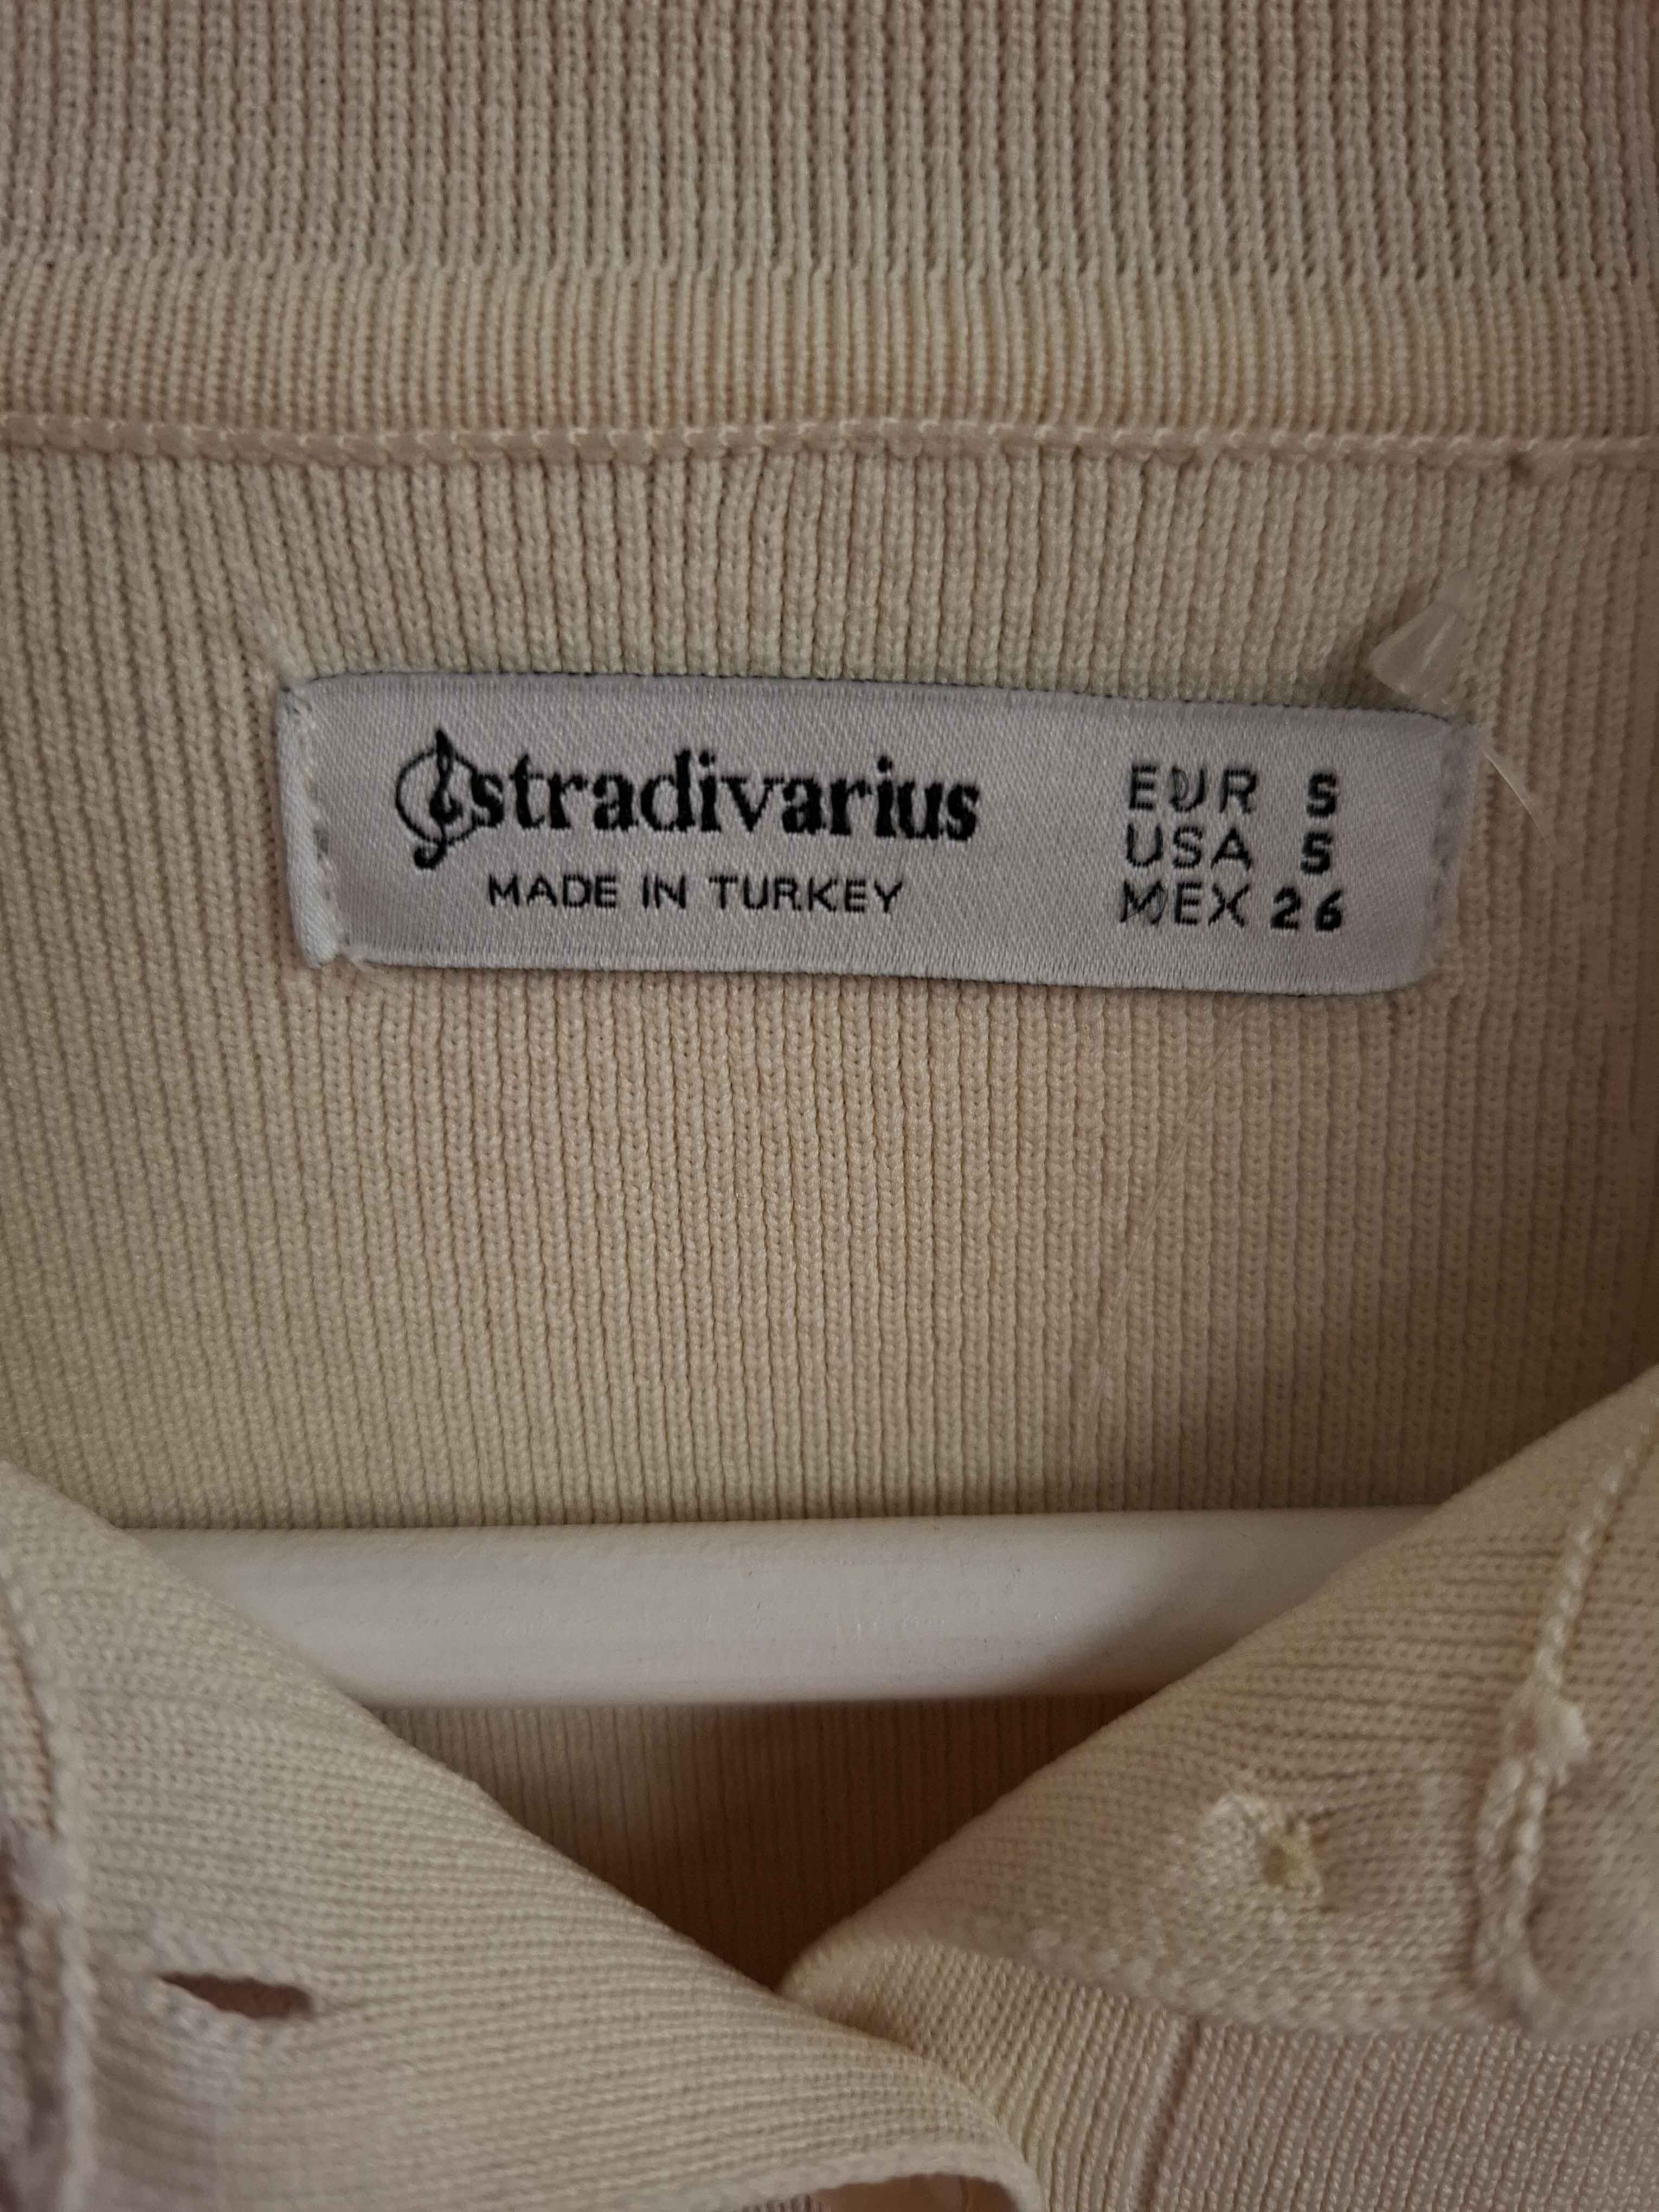 stradivarius
MADE IN TURKEY
EUR S
USA S
MEX 26